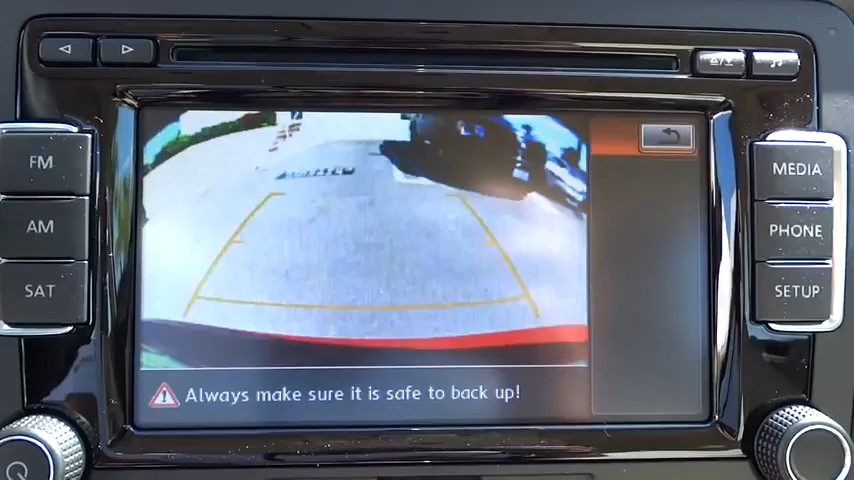 FM
MEDIA
AM
PHONE
SAT
SETUP
Always make sure it is safe to back up!